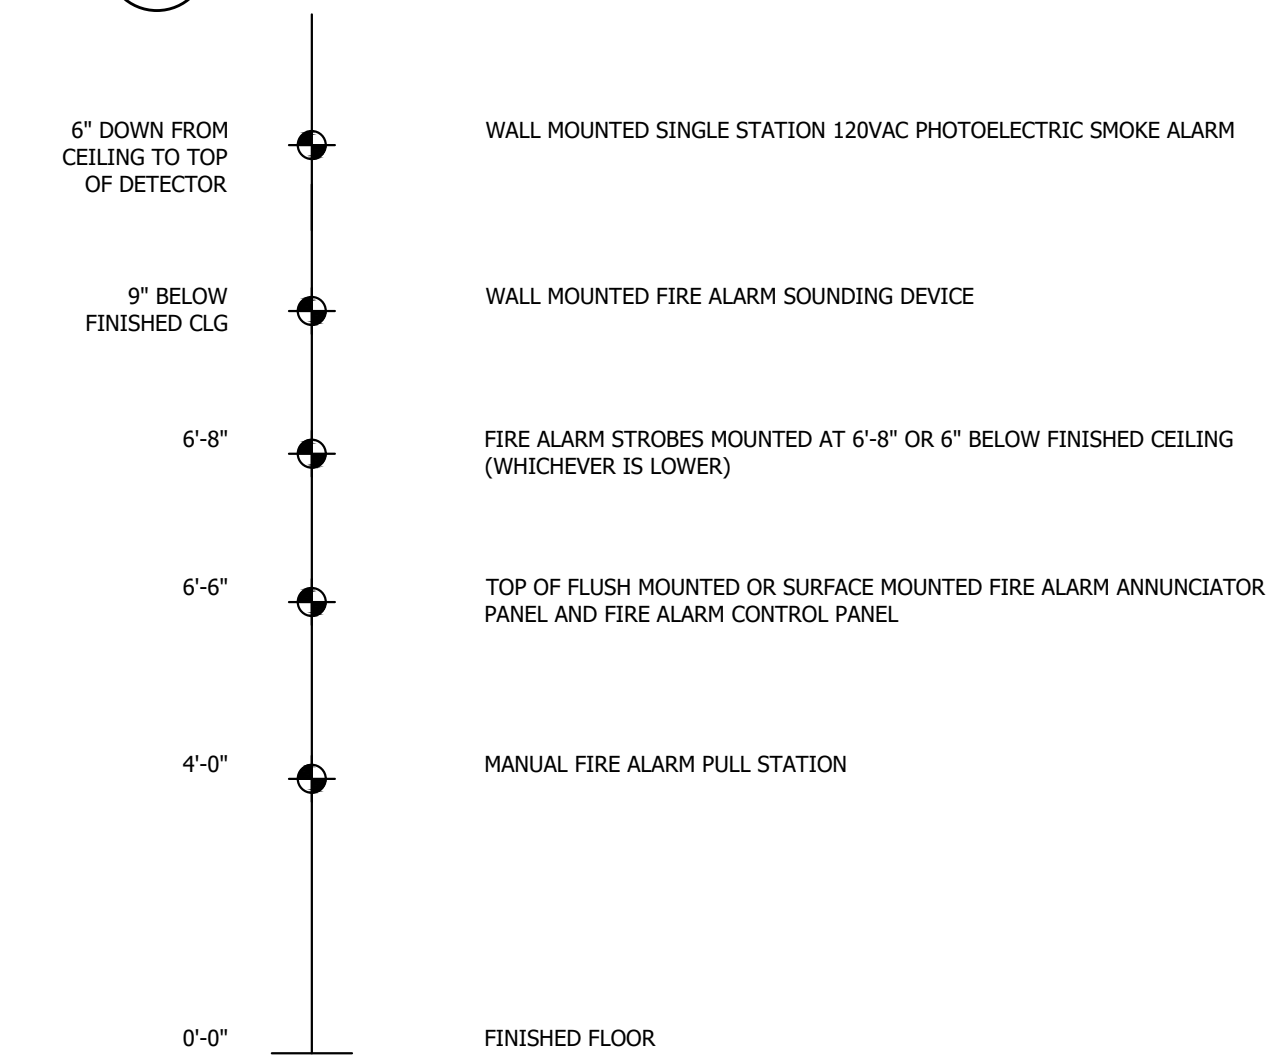 6" DOWN FROM
CEILING TO TOP
OF DETECTOR
WALL MOUNTED SINGLE STATION 120VAC PHOTOELECTRIC SMOKE ALARM
9" BELOW
FINISHED CLG
WALL MOUNTED FIRE ALARM SOUNDING DEVICE
6'-8"
FIRE ALARM STROBES MOUNTED AT 6'-8" OR 6" BELOW FINISHED CEILING
(WHICHEVER IS LOWER)
6'-6"
TOP OF FLUSH MOUNTED OR SURFACE MOUNTED FIRE ALARM ANNUNCIATOR
PANEL AND FIRE ALARM CONTROL PANEL
4'-0"
MANUAL FIRE ALARM PULL STATION
0'-0"
FINISHED FLOOR